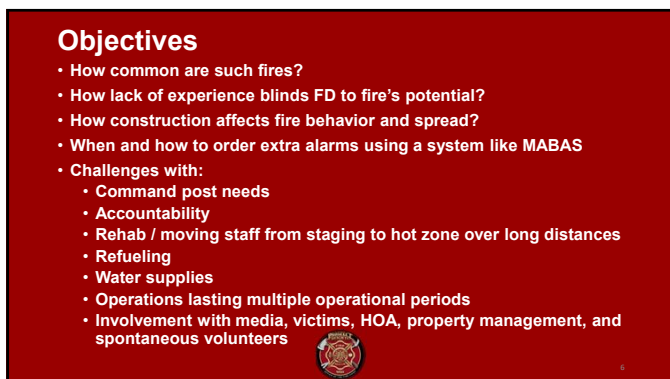 Objectives
• How common are such fires?
• How lack of experience blinds FD to fire's potential?
• How construction affects fire behavior and spread?
• When and how to order extra alarms using a system like MABAS
• Challenges with:
• Command post needs
• Accountability
• Rehab / moving staff from staging to hot zone over long distances
• Refueling
• Water supplies
• Operations lasting multiple operational periods
• Involvement with media, victims, HOA, property management, and
spontaneous volunteers
6